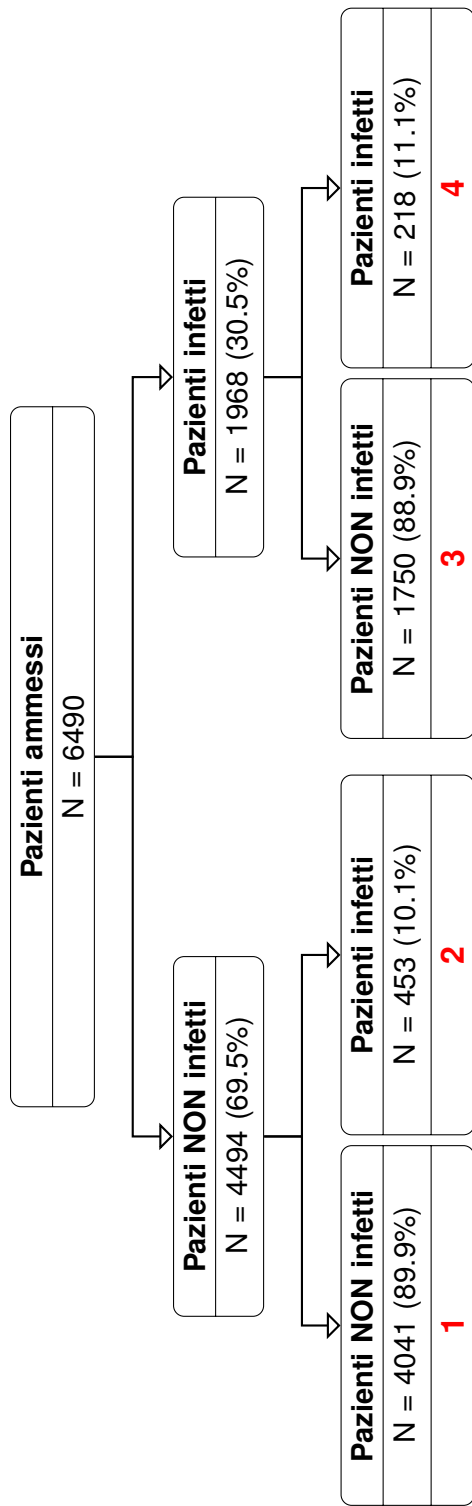 Pazienti ammessi
N = 6490
Pazienti NON infetti
N = 4494 (69.5%)
Pazienti infetti
N = 1968 (30.5%)
Pazienti NON infetti
N = 4041 (89.9%)
1
Pazienti infetti
N = 453 (10.1%)
2
Pazienti NON infetti
N = 1750 (88.9%)
3
Pazienti infetti
N = 218 (11.1%)
4